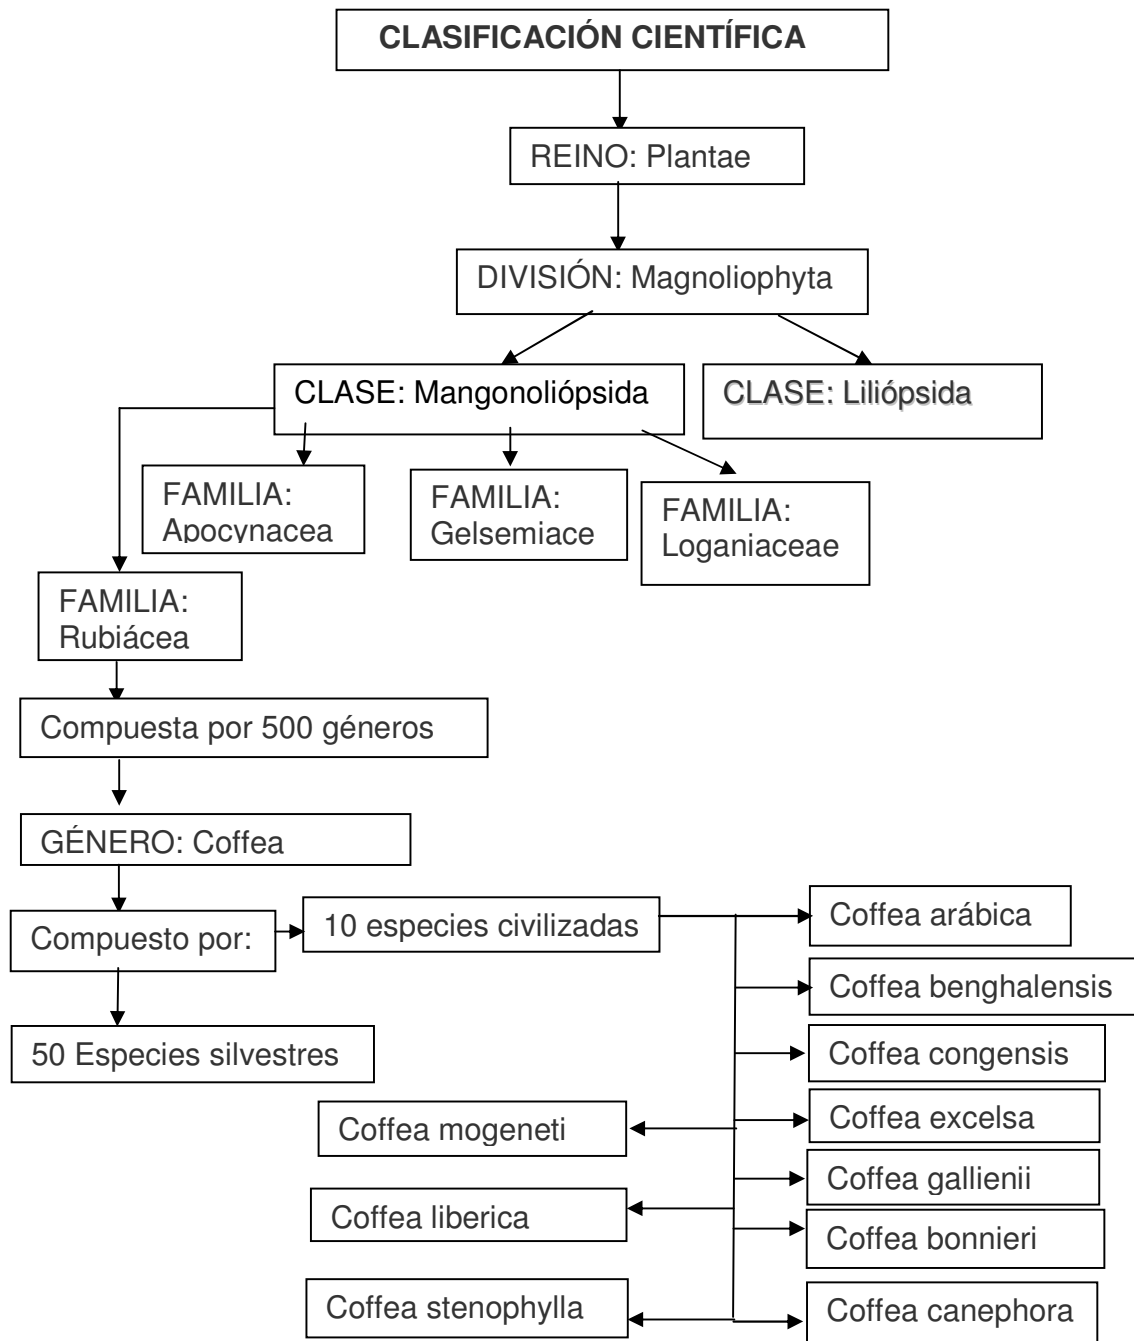 CLASIFICACIÓN CIENTÍFICA
REINO: Plantae
DIVISIÓN: Magnoliophyta
CLASE: Mangonoliópsida
CLASE: Liliópsida
FAMILIA:
Apocynacea
FAMILIA:
Gelsemiace
FAMILIA:
Loganiaceae
FAMILIA:
Rubiácea
Compuesta por 500 géneros
GÉNERO: Coffea
Compuesto por:
10 especies civilizadas
50 Especies silvestres
Coffea arábica
Coffea benghalensis
Coffea congensis
Coffea excelsa
Coffea mogeneti
Coffea gallienii
Coffea liberica
Coffea bonnieri
Coffea stenophylla
Coffea canephora